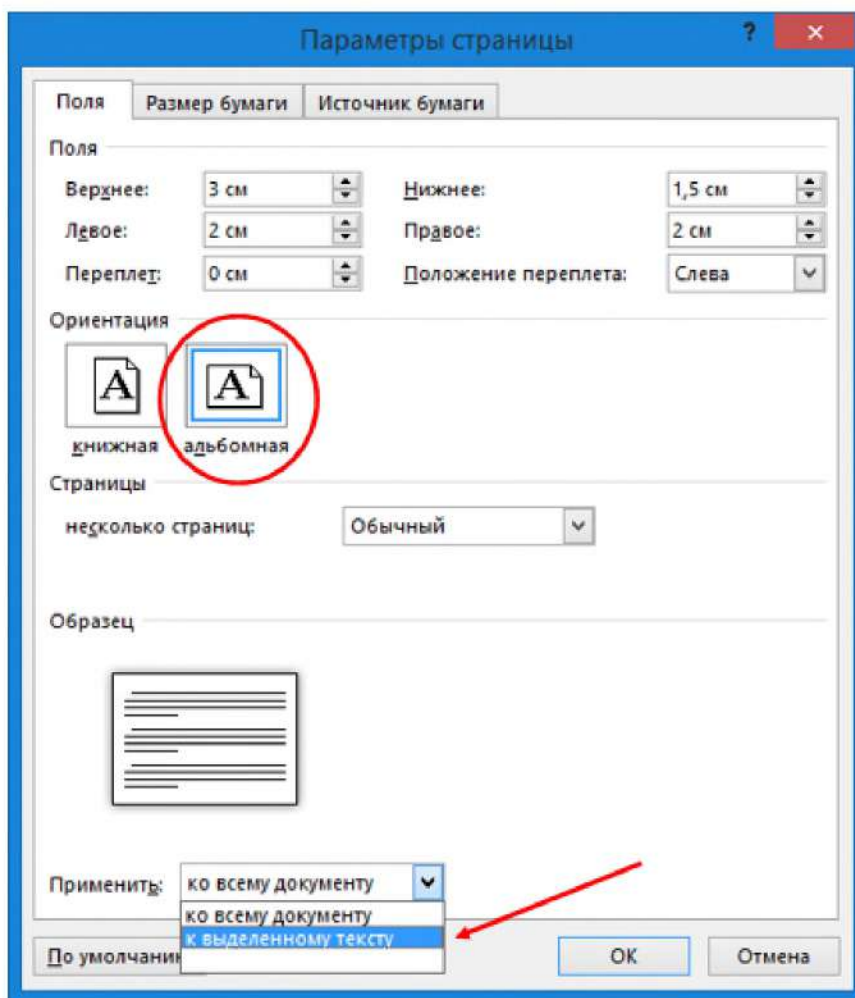 Параметры страницы ?
Поля Размер бумаги Источник бумаги
Поля
Верхнее: 3 см Нижнее: 1,5 см
Левое: 2 см Правое: 2 см
Переплет: 0 см Положение переплета: Слева
Ориентация
A A
книжная альбомная
Страницы
несколько страниц: Обычный
Образец
Применить: ко всему документу
ко всему документу
к выделенному тексту
По умолчани ОК Отмена